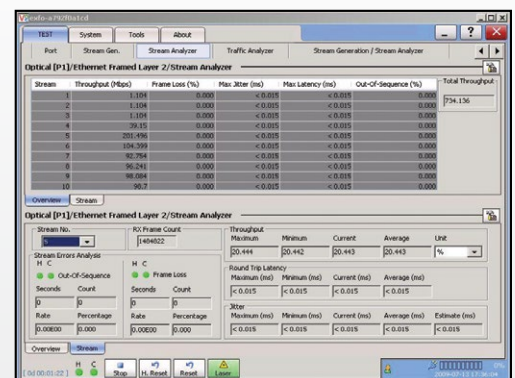 exfo-a792fDatcd
TEST System Tools About
Port Stream Gen. Stream Analyzer Traffic Analyzer Stream Generation / Stream Analyzer
Optical [P1]/Ethernet Framed Layer 2/Stream Analyzer
Stream Throughput (Mbps) Frame Loss (%) Max Jitter (ms) Max Latency (ms) Out-Of-Sequence (%) Total Throughput
1 1.104 0.000 < 0.015 < 0.015 0.000 734.136
2 1.104 0.000 < 0.015 < 0.015 0.000
3 1.104 0.000 < 0.015 < 0.015 0.000
4 39.15 0.000 < 0.015 < 0.015 0.000
5 201.496 0.000 < 0.015 < 0.015 0.000
6 104.399 0.000 < 0.015 < 0.015 0.000
7 92.754 0.000 < 0.015 < 0.015 0.000
8 96.241 0.000 < 0.015 < 0.015 0.000
9 98.084 0.000 < 0.015 < 0.015 0.000
10 98.7 0.000 < 0.015 < 0.015 0.000
Overview Stream
Optical [P1]/Ethernet Framed Layer 2/Stream Analyzer
Stream No. RX Frame Count Throughput
Maximum Minimum Current Average Unit
1484822 20.444 20.442 20.443 20.443 %
Stream Errors Analysis
H C H C Round Trip Latency
Out-Of-Sequence Frame Loss Maximum (ms) Minimum (ms) Current (ms) Average (ms)
< 0.015 < 0.015 < 0.015 < 0.015
Seconds Count Seconds Count
0 0 0 0
Jitter
Rate Percentage Rate Percentage Maximum (ms) Minimum (ms) Current (ms) Average (ms) Estimate (ms)
0.00E00 0.000 0.00E00 0.000 < 0.015 < 0.015 < 0.015 < 0.015 < 0.015
Overview Stream
[ 0d 00:01:22 ] H C Stop H. Reset Reset Laser 0%
2009-07-12 17:36:04